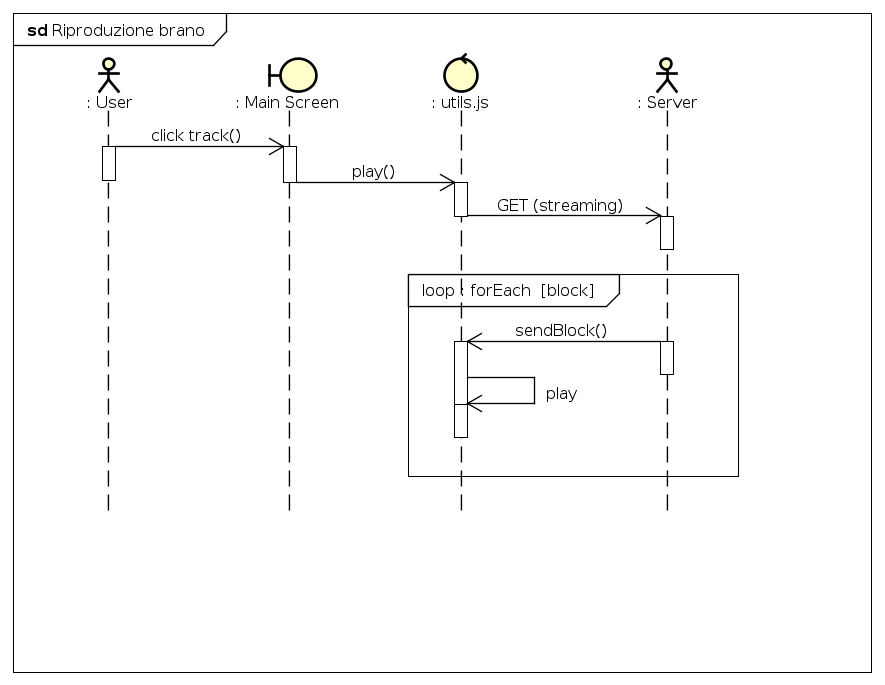 sd Riproduzione brano
: User
: Main Screen
: utils.js
: Server
click track()
play()
GET (streaming)
loop : forEach [block]
sendBlock()
play